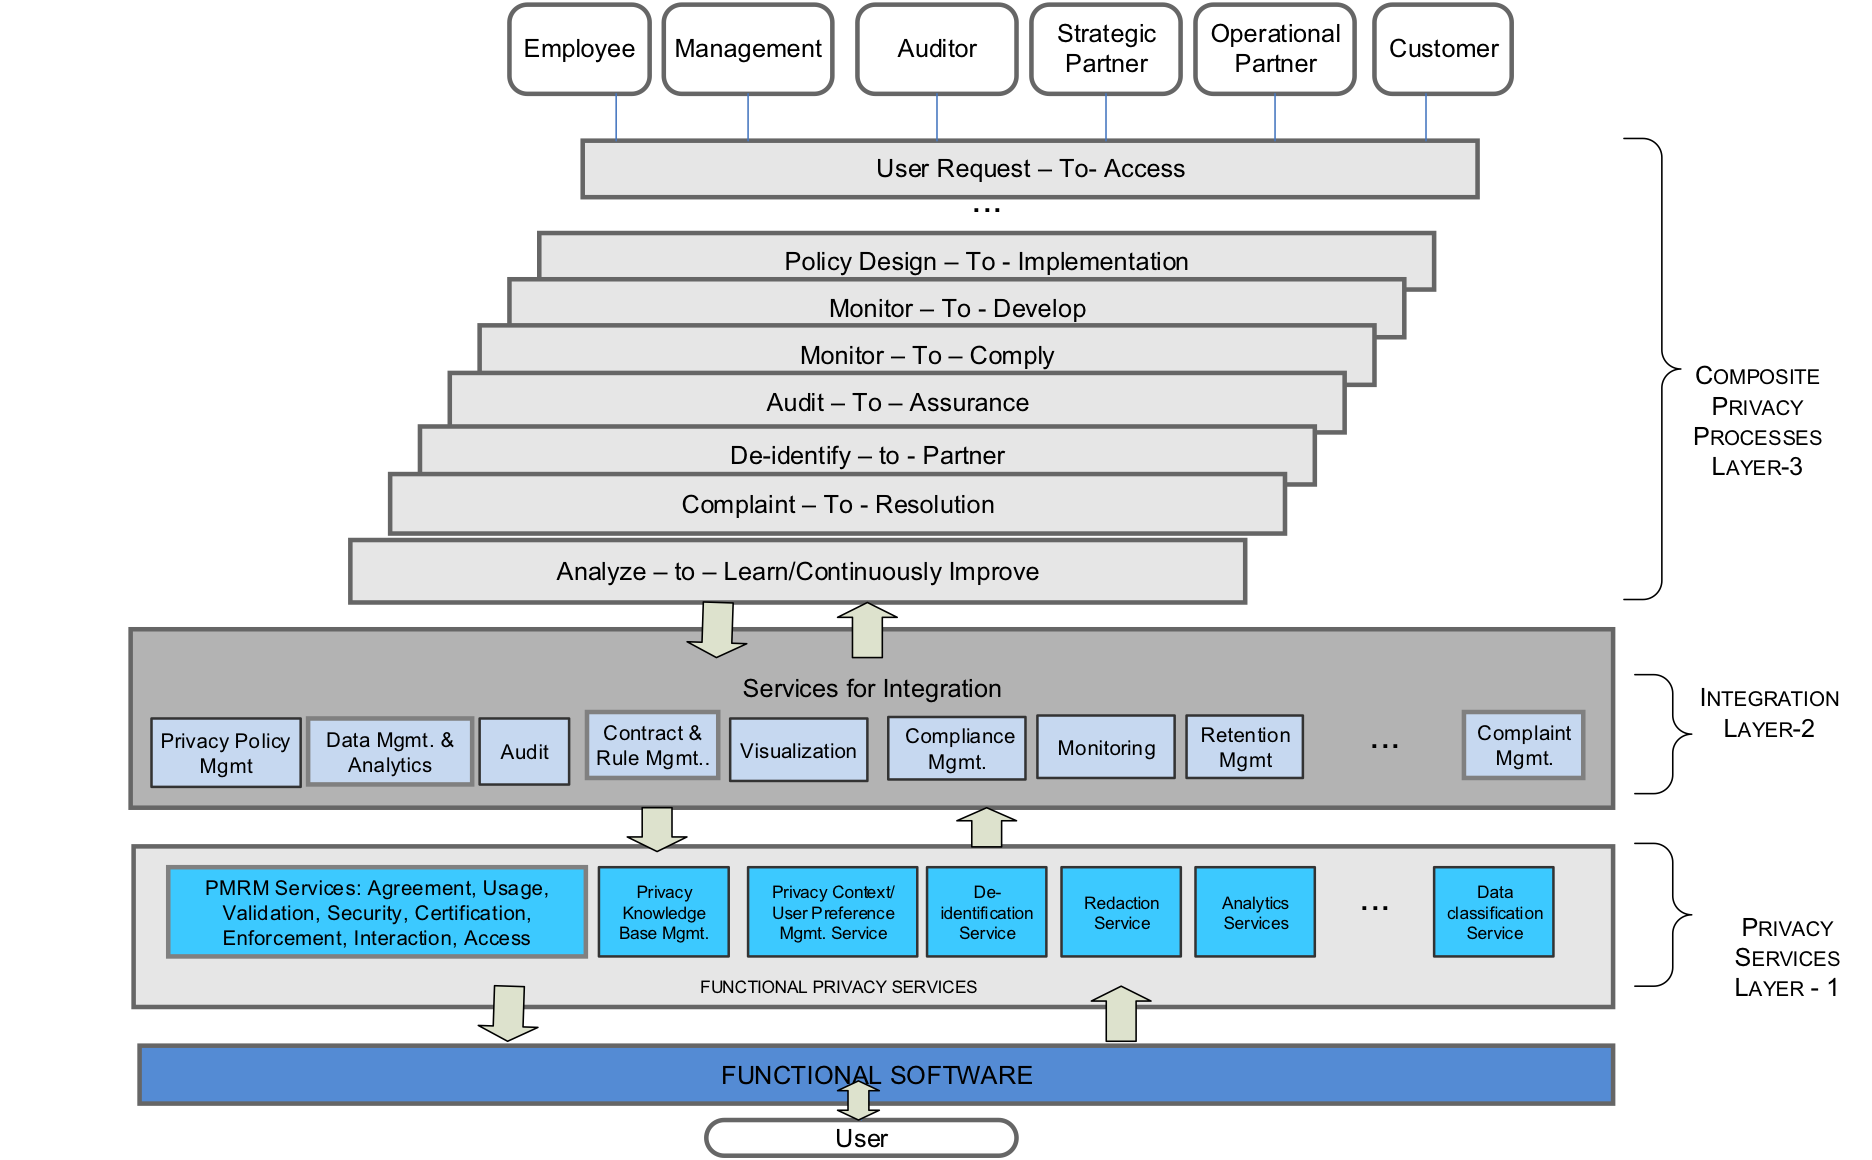 Employee
Management
Auditor
Strategic
Partner
Operational
Partner
Customer
User Request – To- Access
...
Policy Design – To - Implementation
Monitor – To - Develop
Monitor – To – Comply
Audit – To – Assurance
De-identify – to - Partner
Complaint – To - Resolution
Analyze – to – Learn/Continuously Improve
COMPOSITE
PRIVACY
PROCESSES
LAYER-3
Services for Integration
Privacy Policy
Mgmt
Data Mgmt. &
Analytics
Audit
Contract &
Rule Mgmt..
Visualization
Compliance
Mgmt.
Monitoring
Retention
Mgmt
...
Complaint
Mgmt.
INTEGRATION
LAYER-2
PMRM Services: Agreement, Usage,
Validation, Security, Certification,
Enforcement, Interaction, Access
Privacy
Knowledge
Base Mgmt.
Privacy Context/
User Preference
Mgmt. Service
De-
identification
Service
Redaction
Service
Analytics
Services
...
Data
classification
Service
FUNCTIONAL PRIVACY SERVICES
PRIVACY
SERVICES
LAYER - 1
FUNCTIONAL SOFTWARE
User